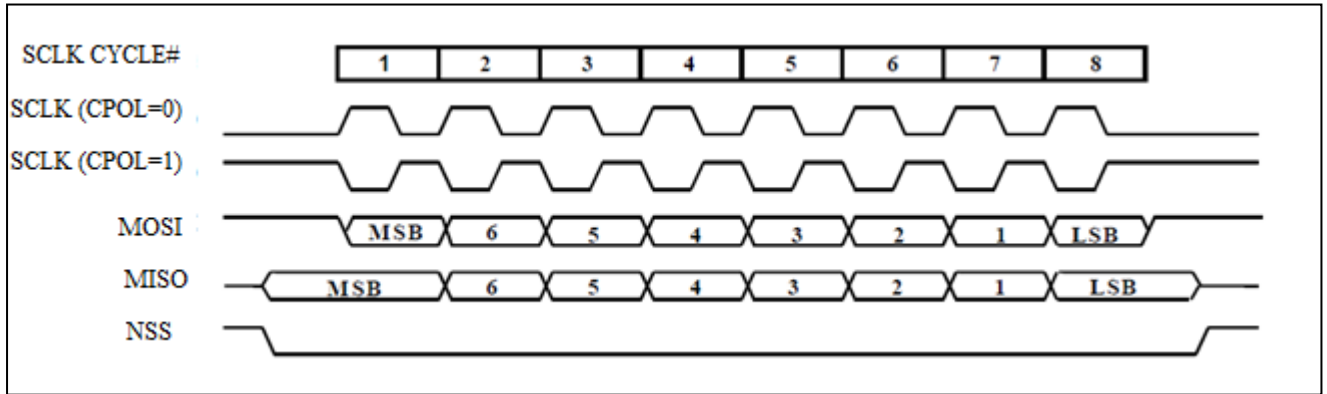 SCLK CYCLE# 1 2 3 4 5 6 7 8
SCLK (CPOL=0)
SCLK (CPOL=1)
MOSI MSB 6 5 4 3 2 1 LSB
MISO MSB 6 5 4 3 2 1 LSB
NSS